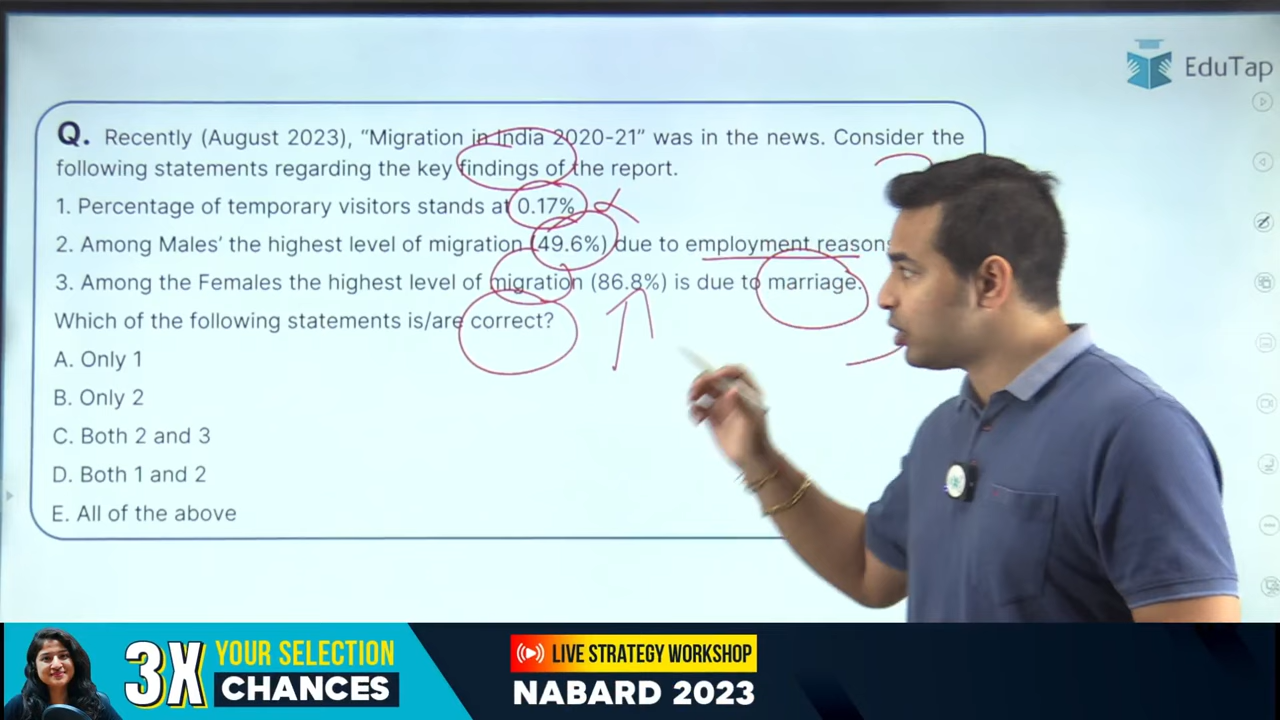 EduTap
Q. Recently (August 2023), “Migration in India 2020-21” was in the news. Consider the
following statements regarding the key findings of the report.
1. Percentage of temporary visitors stands at 0.17%
2. Among Males’ the highest level of migration (49.6%) due to employment reasons
3. Among the Females the highest level of migration (86.8%) is due to marriage.
Which of the following statements is/are correct?
A. Only 1
B. Only 2
C. Both 2 and 3
D. Both 1 and 2
E. All of the above
3X YOUR SELECTION
CHANCES
LIVE STRATEGY WORKSHOP
NABARD 2023